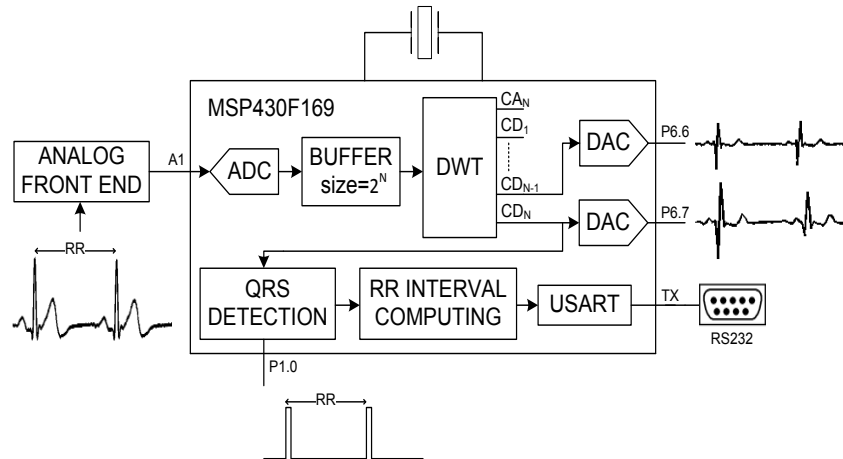 MSP430F169
ANALOG
FRONT END
A1
ADC
BUFFER
size=2^N
DWT
CA_N
CD_1
CD_N-1
CD_N
DAC
P6.6
DAC
P6.7
RR
QRS
DETECTION
RR INTERVAL
COMPUTING
USART
TX
RS232
P1.0
RR